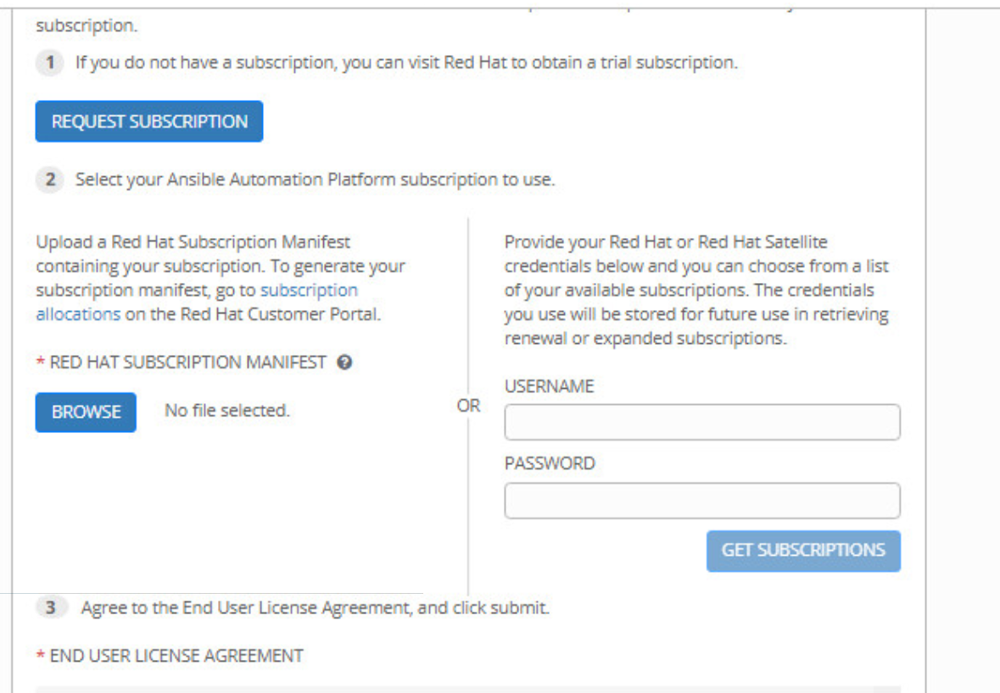 subscription.
1 If you do not have a subscription, you can visit Red Hat to obtain a trial subscription.
REQUEST SUBSCRIPTION
2 Select your Ansible Automation Platform subscription to use.
Upload a Red Hat Subscription Manifest
containing your subscription. To generate your
subscription manifest, go to subscription
allocations on the Red Hat Customer Portal.
* RED HAT SUBSCRIPTION MANIFEST ?
BROWSE No file selected.
OR
Provide your Red Hat or Red Hat Satellite
credentials below and you can choose from a list
of your available subscriptions. The credentials
you use will be stored for future use in retrieving
renewal or expanded subscriptions.
USERNAME
PASSWORD
GET SUBSCRIPTIONS
3 Agree to the End User License Agreement, and click submit.
* END USER LICENSE AGREEMENT